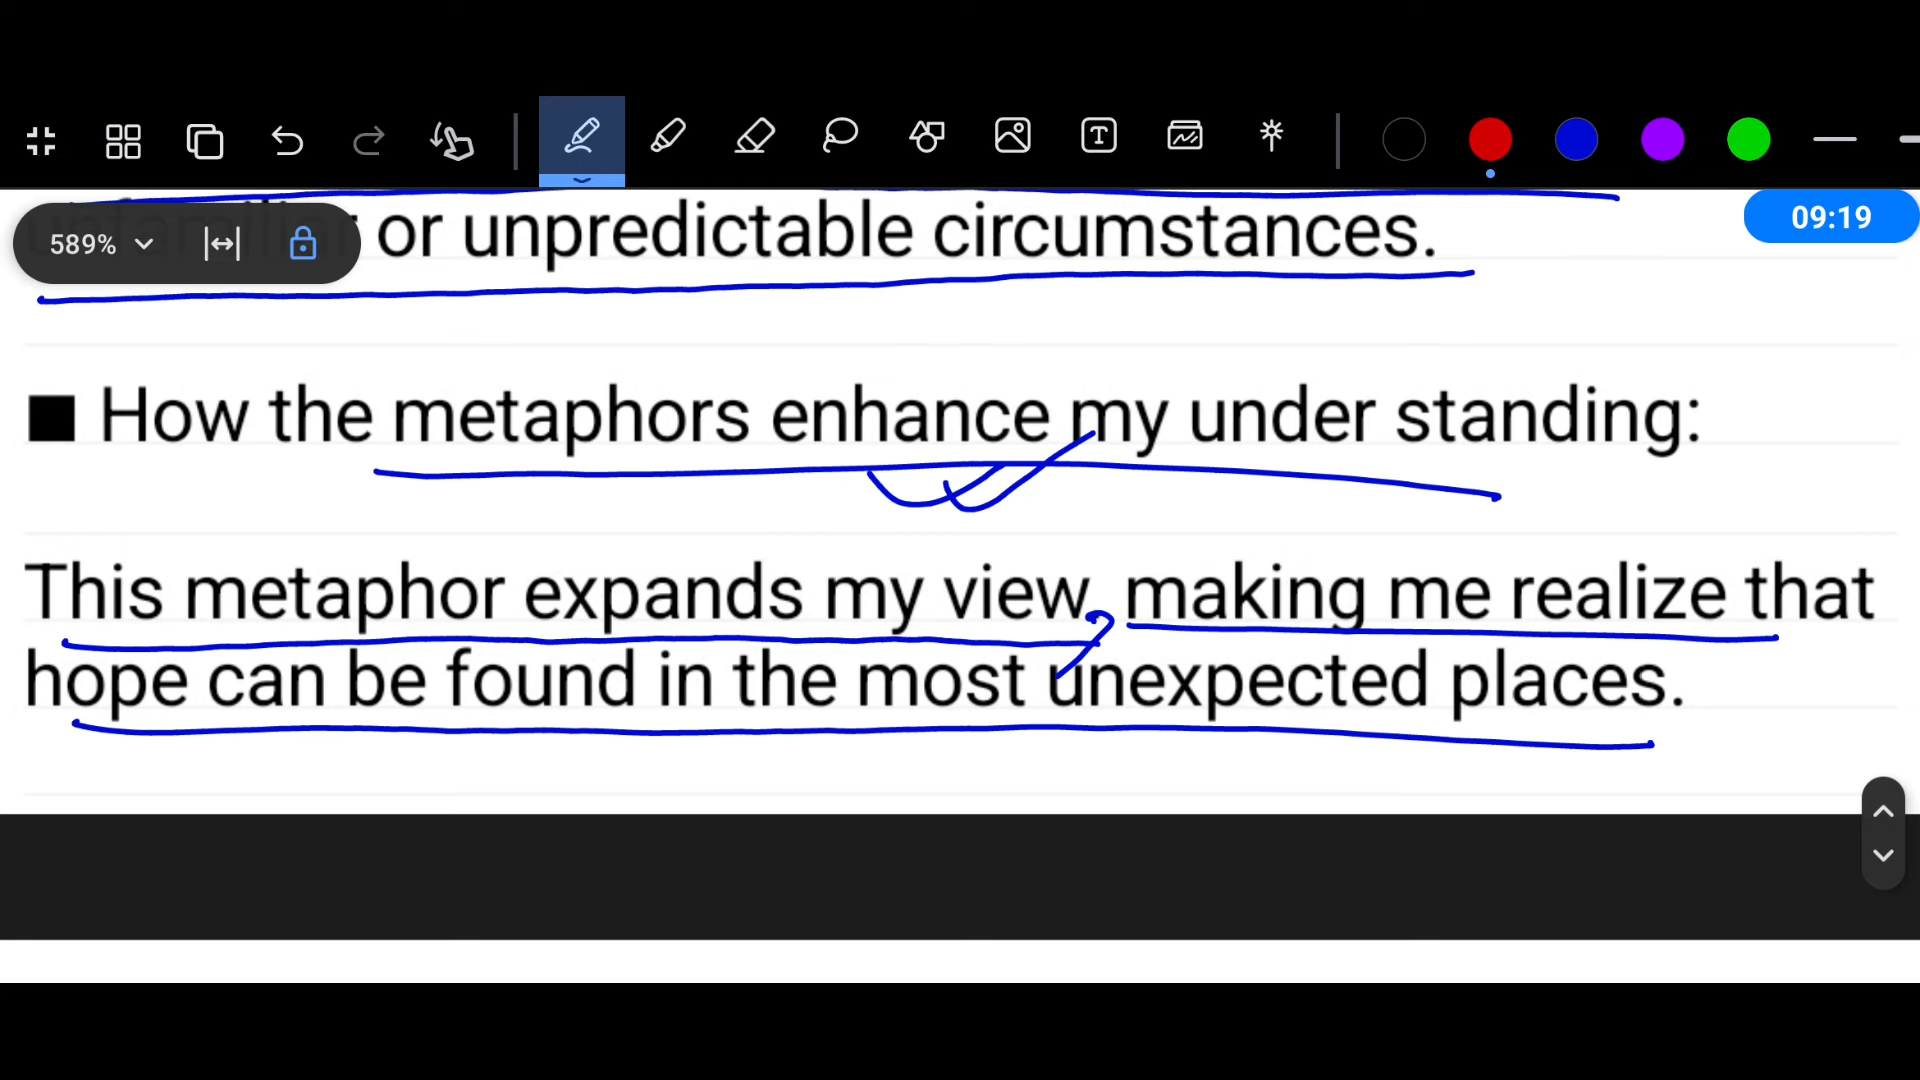 09:19
589%
or unpredictable circumstances.
■ How the metaphors enhance my under standing:
This metaphor expands my view, making me realize that
hope can be found in the most unexpected places.